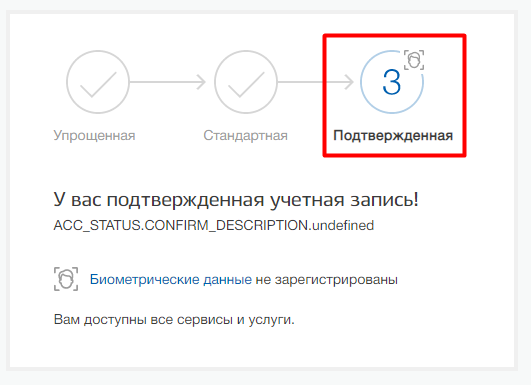 3
Упрощенная
Стандартная
Подтвержденная
У вас подтвержденная учетная запись!
ACC_STATUS.CONFIRM_DESCRIPTION.undefined
Биометрические данные не зарегистрированы
Вам доступны все сервисы и услуги.